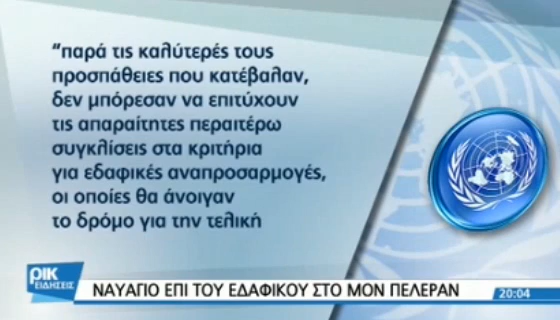 “παρά τις καλύτερές τους
προσπάθειες που κατέβαλαν,
δεν μπόρεσαν να επιτύχουν
τις απαραίτητες περαιτέρω
συγκλίσεις στα κριτήρια
για εδαφικές αναπροσαρμογές,
οι οποίες θα άνοιγαν
το δρόμο για την τελική
ρικ
ΕΙΔΗΣΕΙΣ
ΝΑΥΑΓΙΟ ΕΠΙ ΤΟΥ ΕΔΑΦΙΚΟΥ ΣΤΟ ΜΟΝ ΠΕΛΕΡΑΝ
20:04